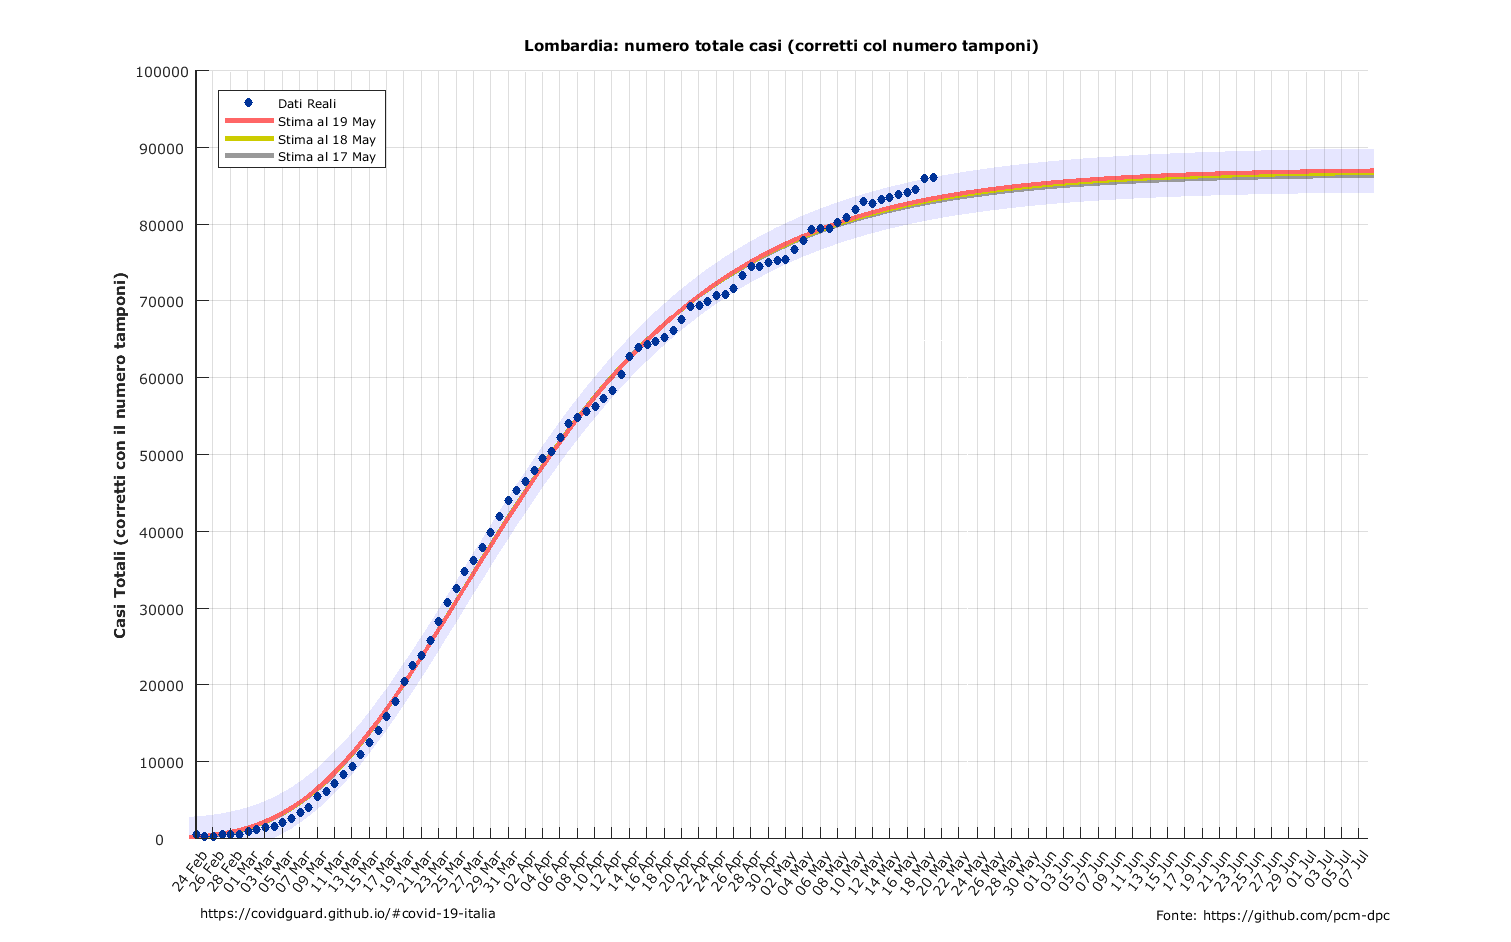 Lombardia: numero totale casi (corretti col numero tamponi)
Dati Reali
Stima al 19 May
Stima al 18 May
Stima al 17 May
Casi Totali (corretti con il numero tamponi)
100000
90000
80000
70000
60000
50000
40000
30000
20000
10000
0
24 Feb
26 Feb
28 Feb
01 Mar
03 Mar
05 Mar
07 Mar
09 Mar
11 Mar
13 Mar
15 Mar
17 Mar
19 Mar
21 Mar
23 Mar
25 Mar
27 Mar
29 Mar
31 Mar
02 Apr
04 Apr
06 Apr
08 Apr
10 Apr
12 Apr
14 Apr
16 Apr
18 Apr
20 Apr
22 Apr
24 Apr
26 Apr
28 Apr
30 Apr
02 May
04 May
06 May
08 May
10 May
12 May
14 May
16 May
18 May
20 May
22 May
24 May
26 May
28 May
30 May
01 Jun
03 Jun
05 Jun
07 Jun
09 Jun
11 Jun
13 Jun
15 Jun
17 Jun
19 Jun
21 Jun
23 Jun
25 Jun
27 Jun
29 Jun
01 Jul
03 Jul
05 Jul
07 Jul
https://covidguard.github.io/#covid-19-italia
Fonte: https://github.com/pcm-dpc